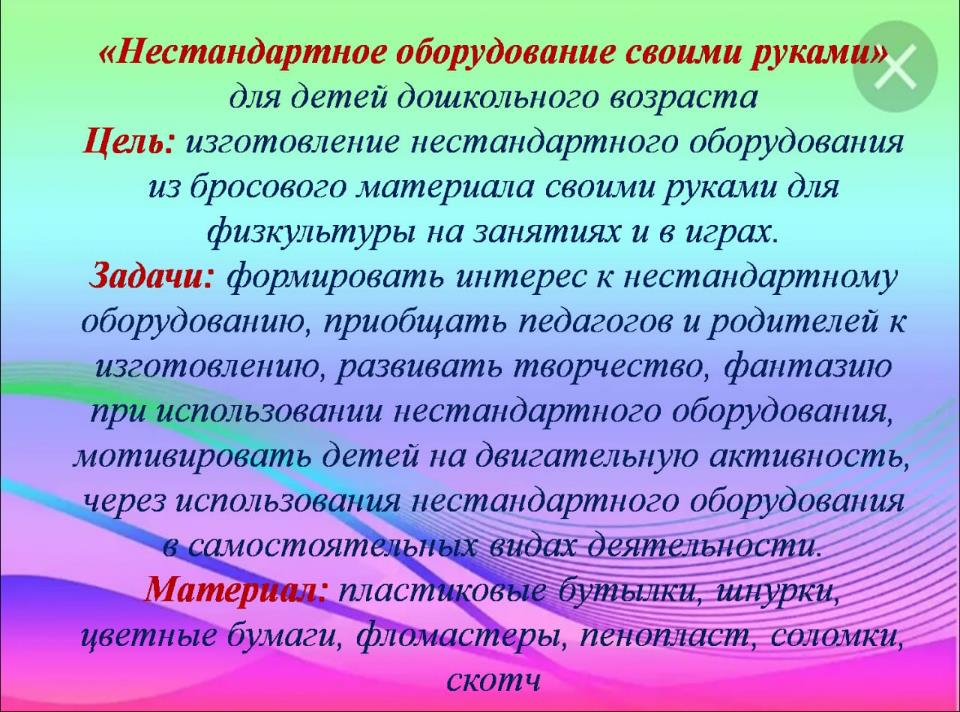 «Нестандартное оборудование своими руками»
для детей дошкольного возраста
Цель: изготовление нестандартного оборудования
из бросового материала своими руками для
физкультуры на занятиях и в играх.
Задачи: формировать интерес к нестандартному
оборудованию, приобщать педагогов и родителей к
изготовлению, развивать творчество, фантазию
при использовании нестандартного оборудования,
мотивировать детей на двигательную активность,
через использования нестандартного оборудования
в самостоятельных видах деятельности.
Материал: пластиковые бутылки, шнурки,
цветные бумаги, фломастеры, пенопласт, соломки,
скотч